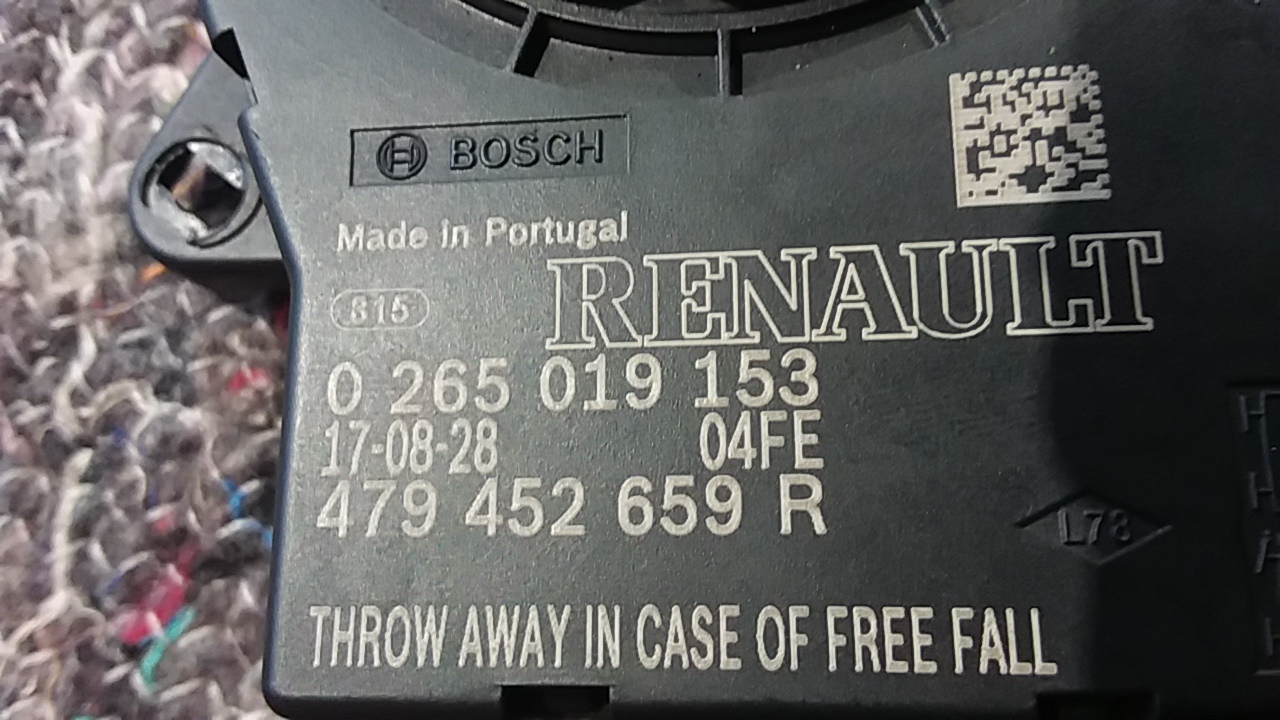 BOSCH
Made in Portugal
RENAULT
815
0 265 019 153
17-08-28 04FE
479 452 659 R
L78
THROW AWAY IN CASE OF FREE FALL